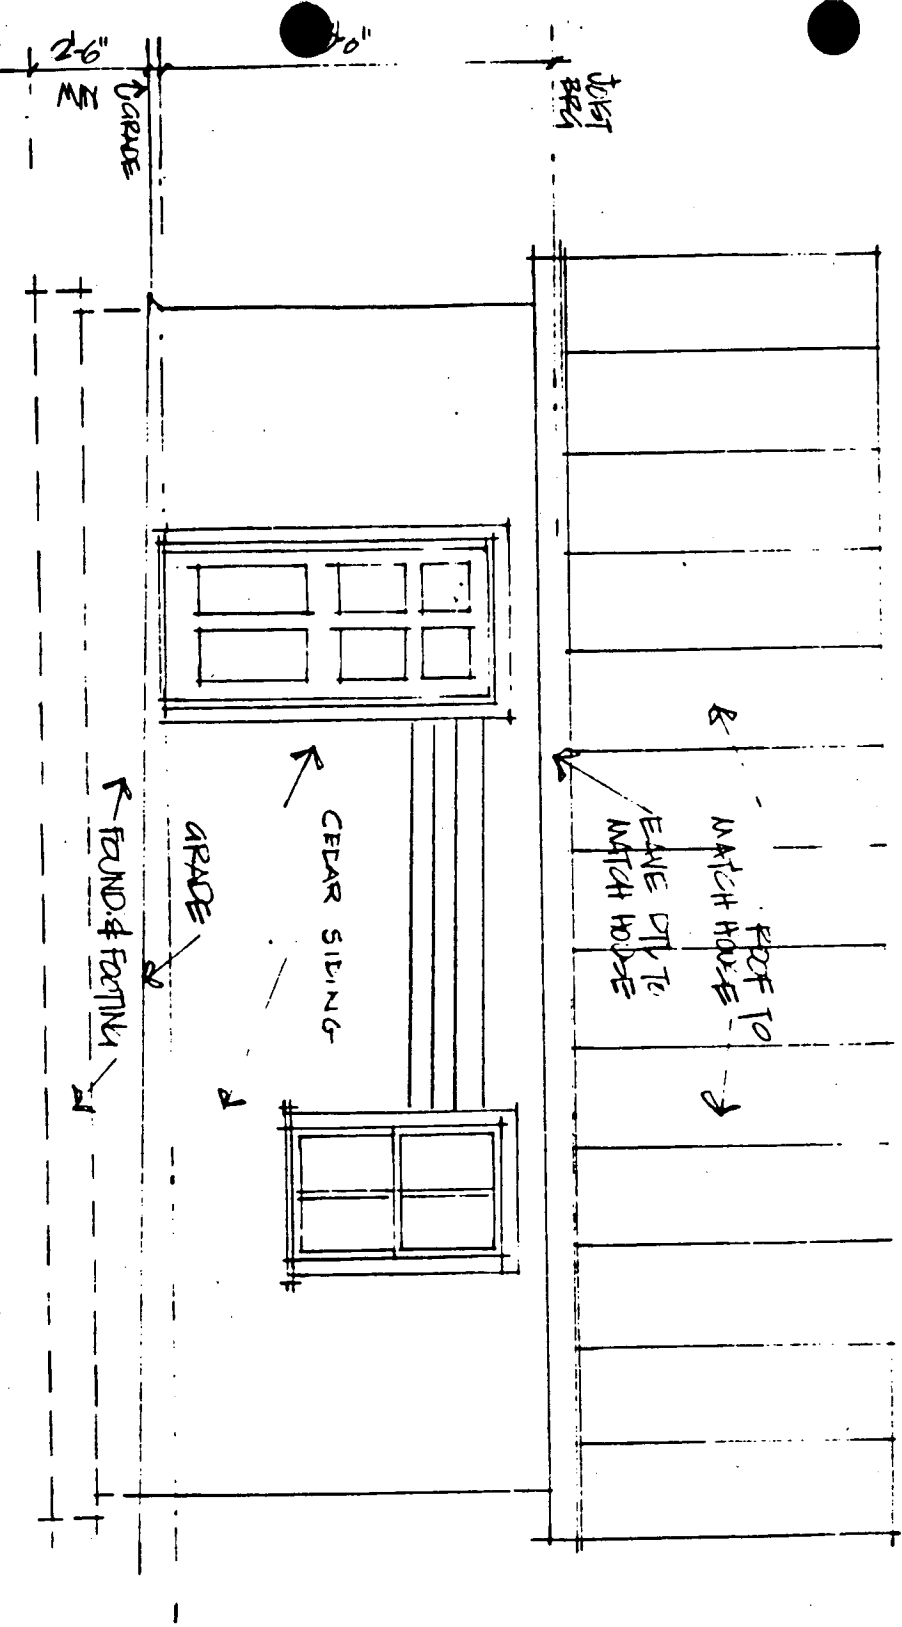 JOIST
BRG
ROOF TO
MATCH HOUSE
EAVE DTL TO
MATCH HOUSE
CEDAR SIDING
GRADE
GRADE
2'-6"
MIN
FOUND. & FOOTING